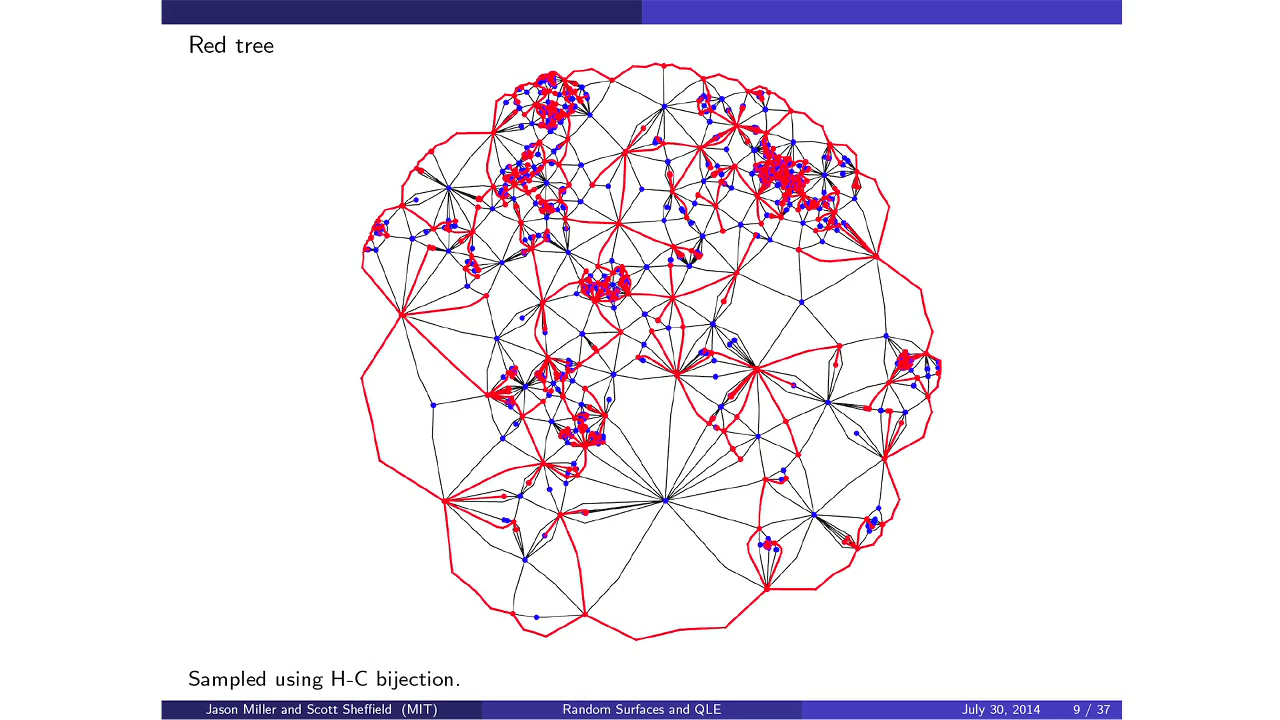 Red tree
Sampled using H-C bijection.
Jason Miller and Scott Sheffield (MIT) Random Surfaces and QLE July 30, 2014 9 / 37